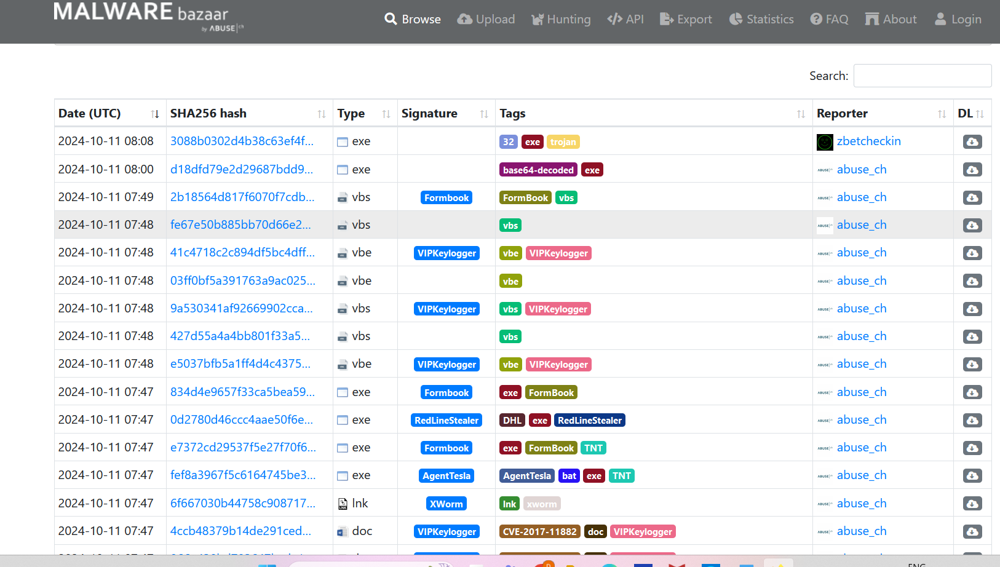 MALWARE bazaar
by ABUSE|ch
Browse Upload Hunting API Export Statistics FAQ About Login
Search:
Date (UTC) SHA256 hash Type Signature Tags Reporter DL
2024-10-11 08:08 3088b0302d4b38c63ef4f... exe 32 exe trojan zbetcheckin
2024-10-11 08:00 d18dfd79e2d29687bdd9... exe base64-decoded exe abuse_ch
2024-10-11 07:49 2b18564d817f6070f7cdb... vbs Formbook FormBook vbs abuse_ch
2024-10-11 07:48 fe67e50b885bb70d66e2... vbs vbs abuse_ch
2024-10-11 07:48 41c4718c2c894df5bc4dff... vbe VIPKeylogger vbe VIPKeylogger abuse_ch
2024-10-11 07:48 03ff0bf5a391763a9ac025... vbe vbe abuse_ch
2024-10-11 07:48 9a530341af92669902cca... vbs VIPKeylogger vbs VIPKeylogger abuse_ch
2024-10-11 07:48 427d55a4a4bb801f33a5... vbs vbs abuse_ch
2024-10-11 07:48 e5037bfb5a1ff4d4c4375... vbe VIPKeylogger vbe VIPKeylogger abuse_ch
2024-10-11 07:47 834d4e9657f33ca5bea59... exe Formbook exe FormBook abuse_ch
2024-10-11 07:47 0d2780d46ccc4aae50f6e... exe RedLineStealer DHL exe RedLineStealer abuse_ch
2024-10-11 07:47 e7372cd29537f5e27f70f6... exe Formbook exe FormBook TNT abuse_ch
2024-10-11 07:47 fef8a3967f5c6164745be3... exe AgentTesla AgentTesla bat exe TNT abuse_ch
2024-10-11 07:47 6f667030b44758c908717... lnk XWorm lnk xworm abuse_ch
2024-10-11 07:47 4ccb48379b14de291ced... doc VIPKeylogger CVE-2017-11882 doc VIPKeylogger abuse_ch
ENG